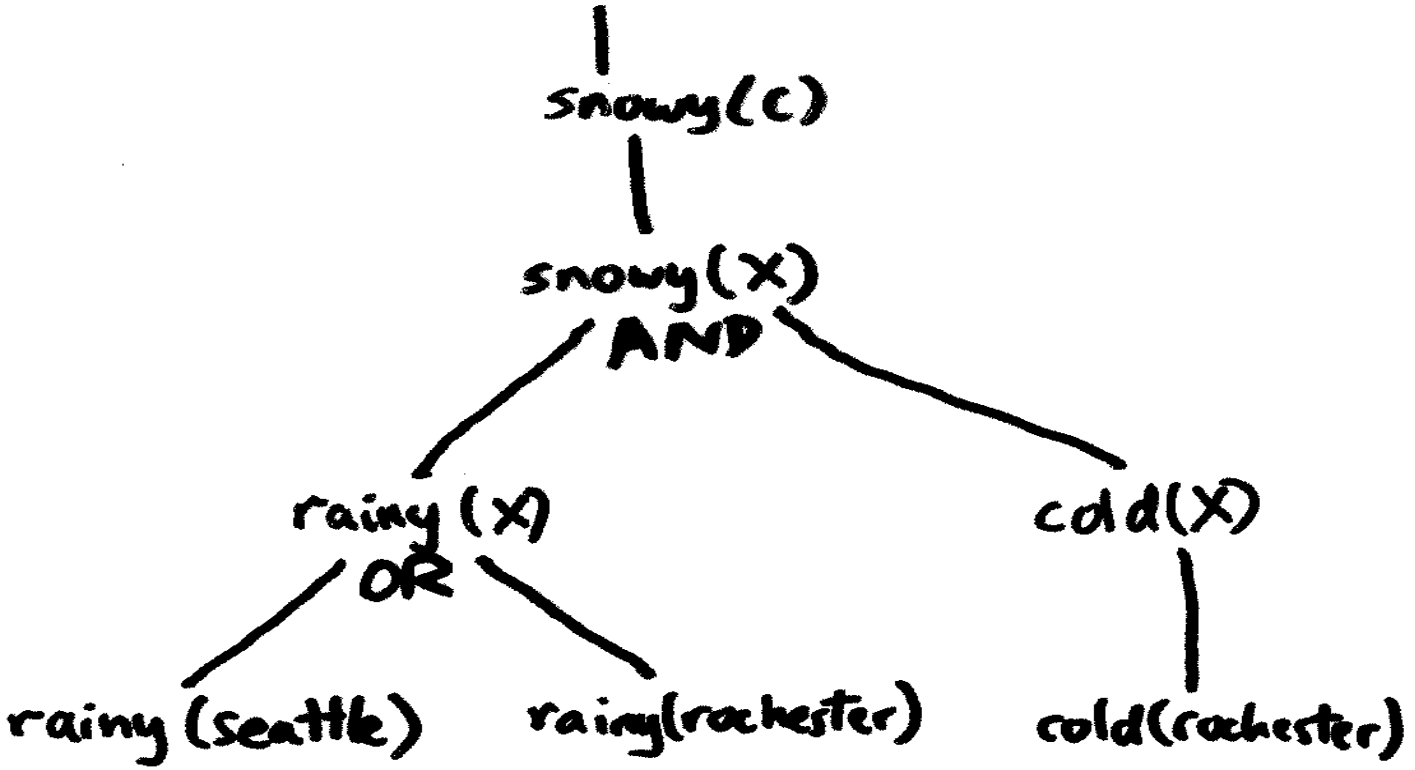 snowy(C)
snowy(X)
AND
rainy(X)
cold(X)
OR
rainy(seattle)
rainy(rochester)
cold(rochester)